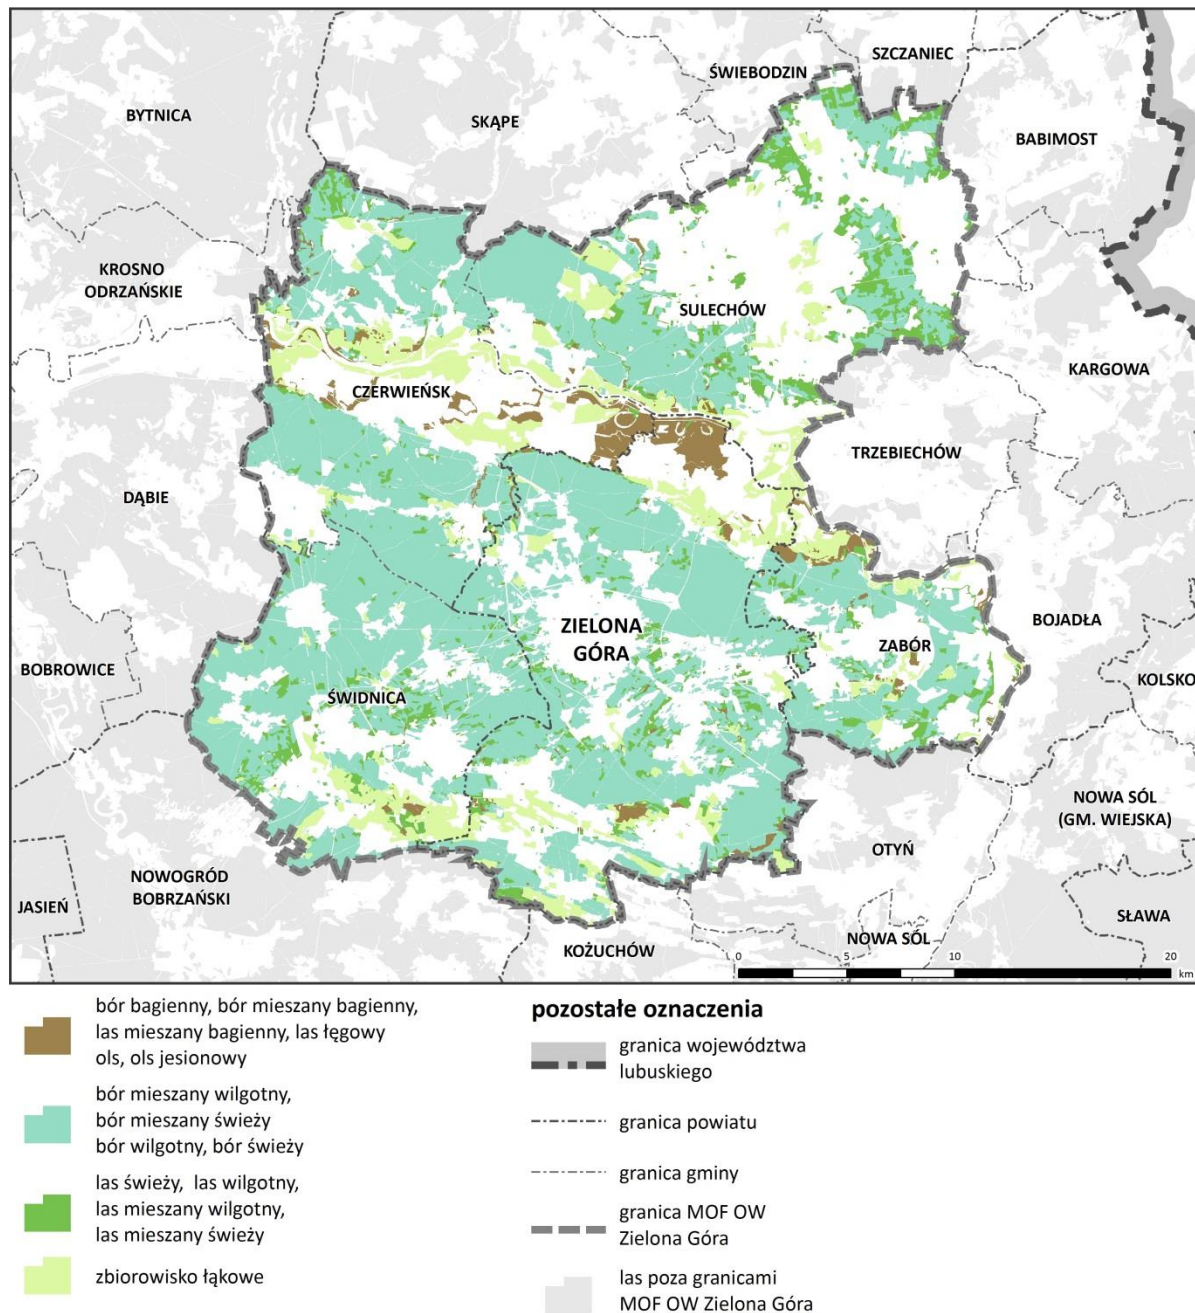 SZCZANIEC
ŚWIEBODZIN
BYTNICA
SKĄPE
BABIMOST
KROSNO
ODRZAŃSKIE
SULECHÓW
KARGOWA
CZERWIEŃSK
TRZEBIECHÓW
DĄBIE
ZIELONA
GÓRA
BOJADŁA
ZABÓR
BOBROWICE
KOLSKO
ŚWIDNICA
NOWA SÓL
(GM. WIEJSKA)
OTYŃ
NOWOGRÓD
BOBRZAŃSKI
JASIEŃ
SŁAWA
NOWA SÓL
KOŻUCHÓW
0 5 10 20
km
bór bagienny, bór mieszany bagienny,
las mieszany bagienny, las łęgowy
ols, ols jesionowy
bór mieszany wilgotny,
bór mieszany świeży
bór wilgotny, bór świeży
las świeży, las wilgotny,
las mieszany wilgotny,
las mieszany świeży
zbiorowisko łąkowe
pozostałe oznaczenia
granica województwa
lubuskiego
granica powiatu
granica gminy
granica MOF OW
Zielona Góra
las poza granicami
MOF OW Zielona Góra